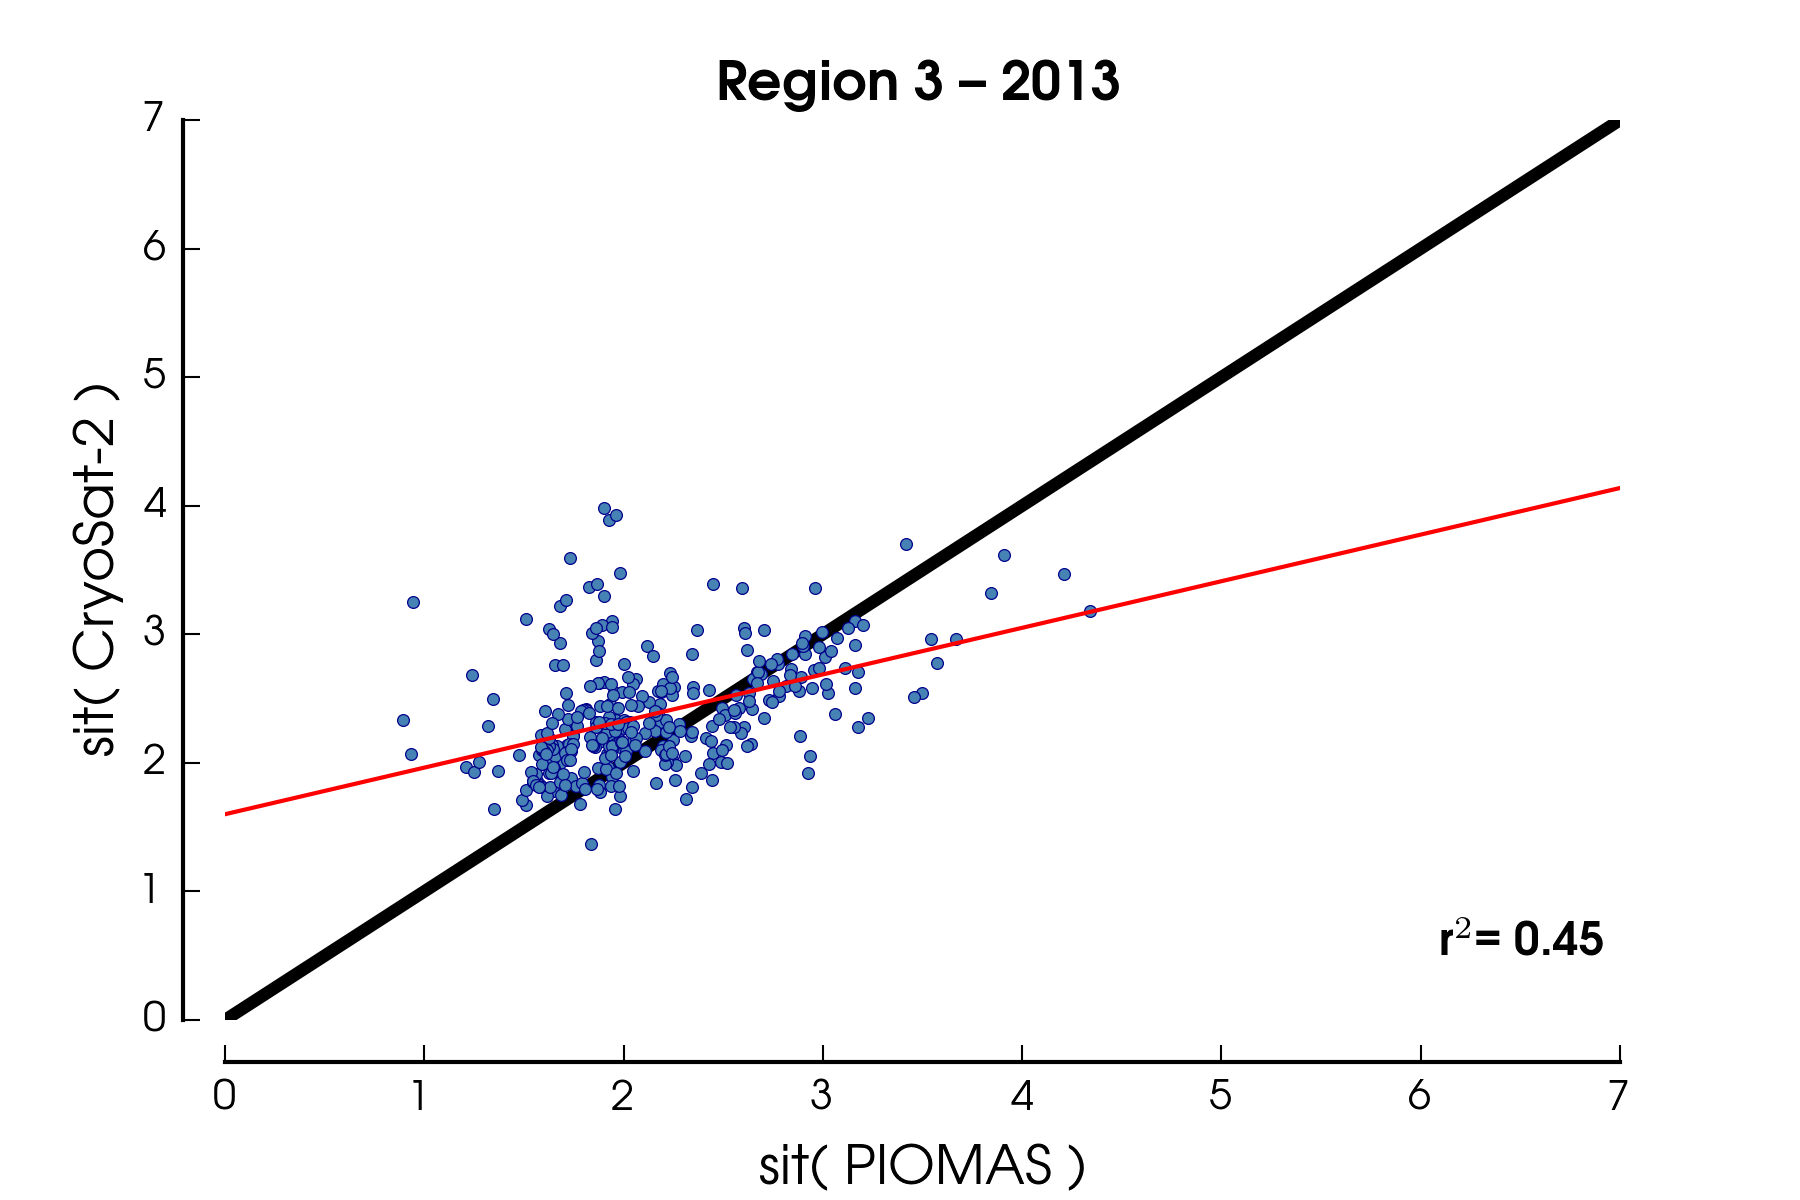 Region 3 – 2013
7
6
5
4
3
2
1
0
sit( CryoSat-2 )
r²= 0.45
0 1 2 3 4 5 6 7
sit( PIOMAS )